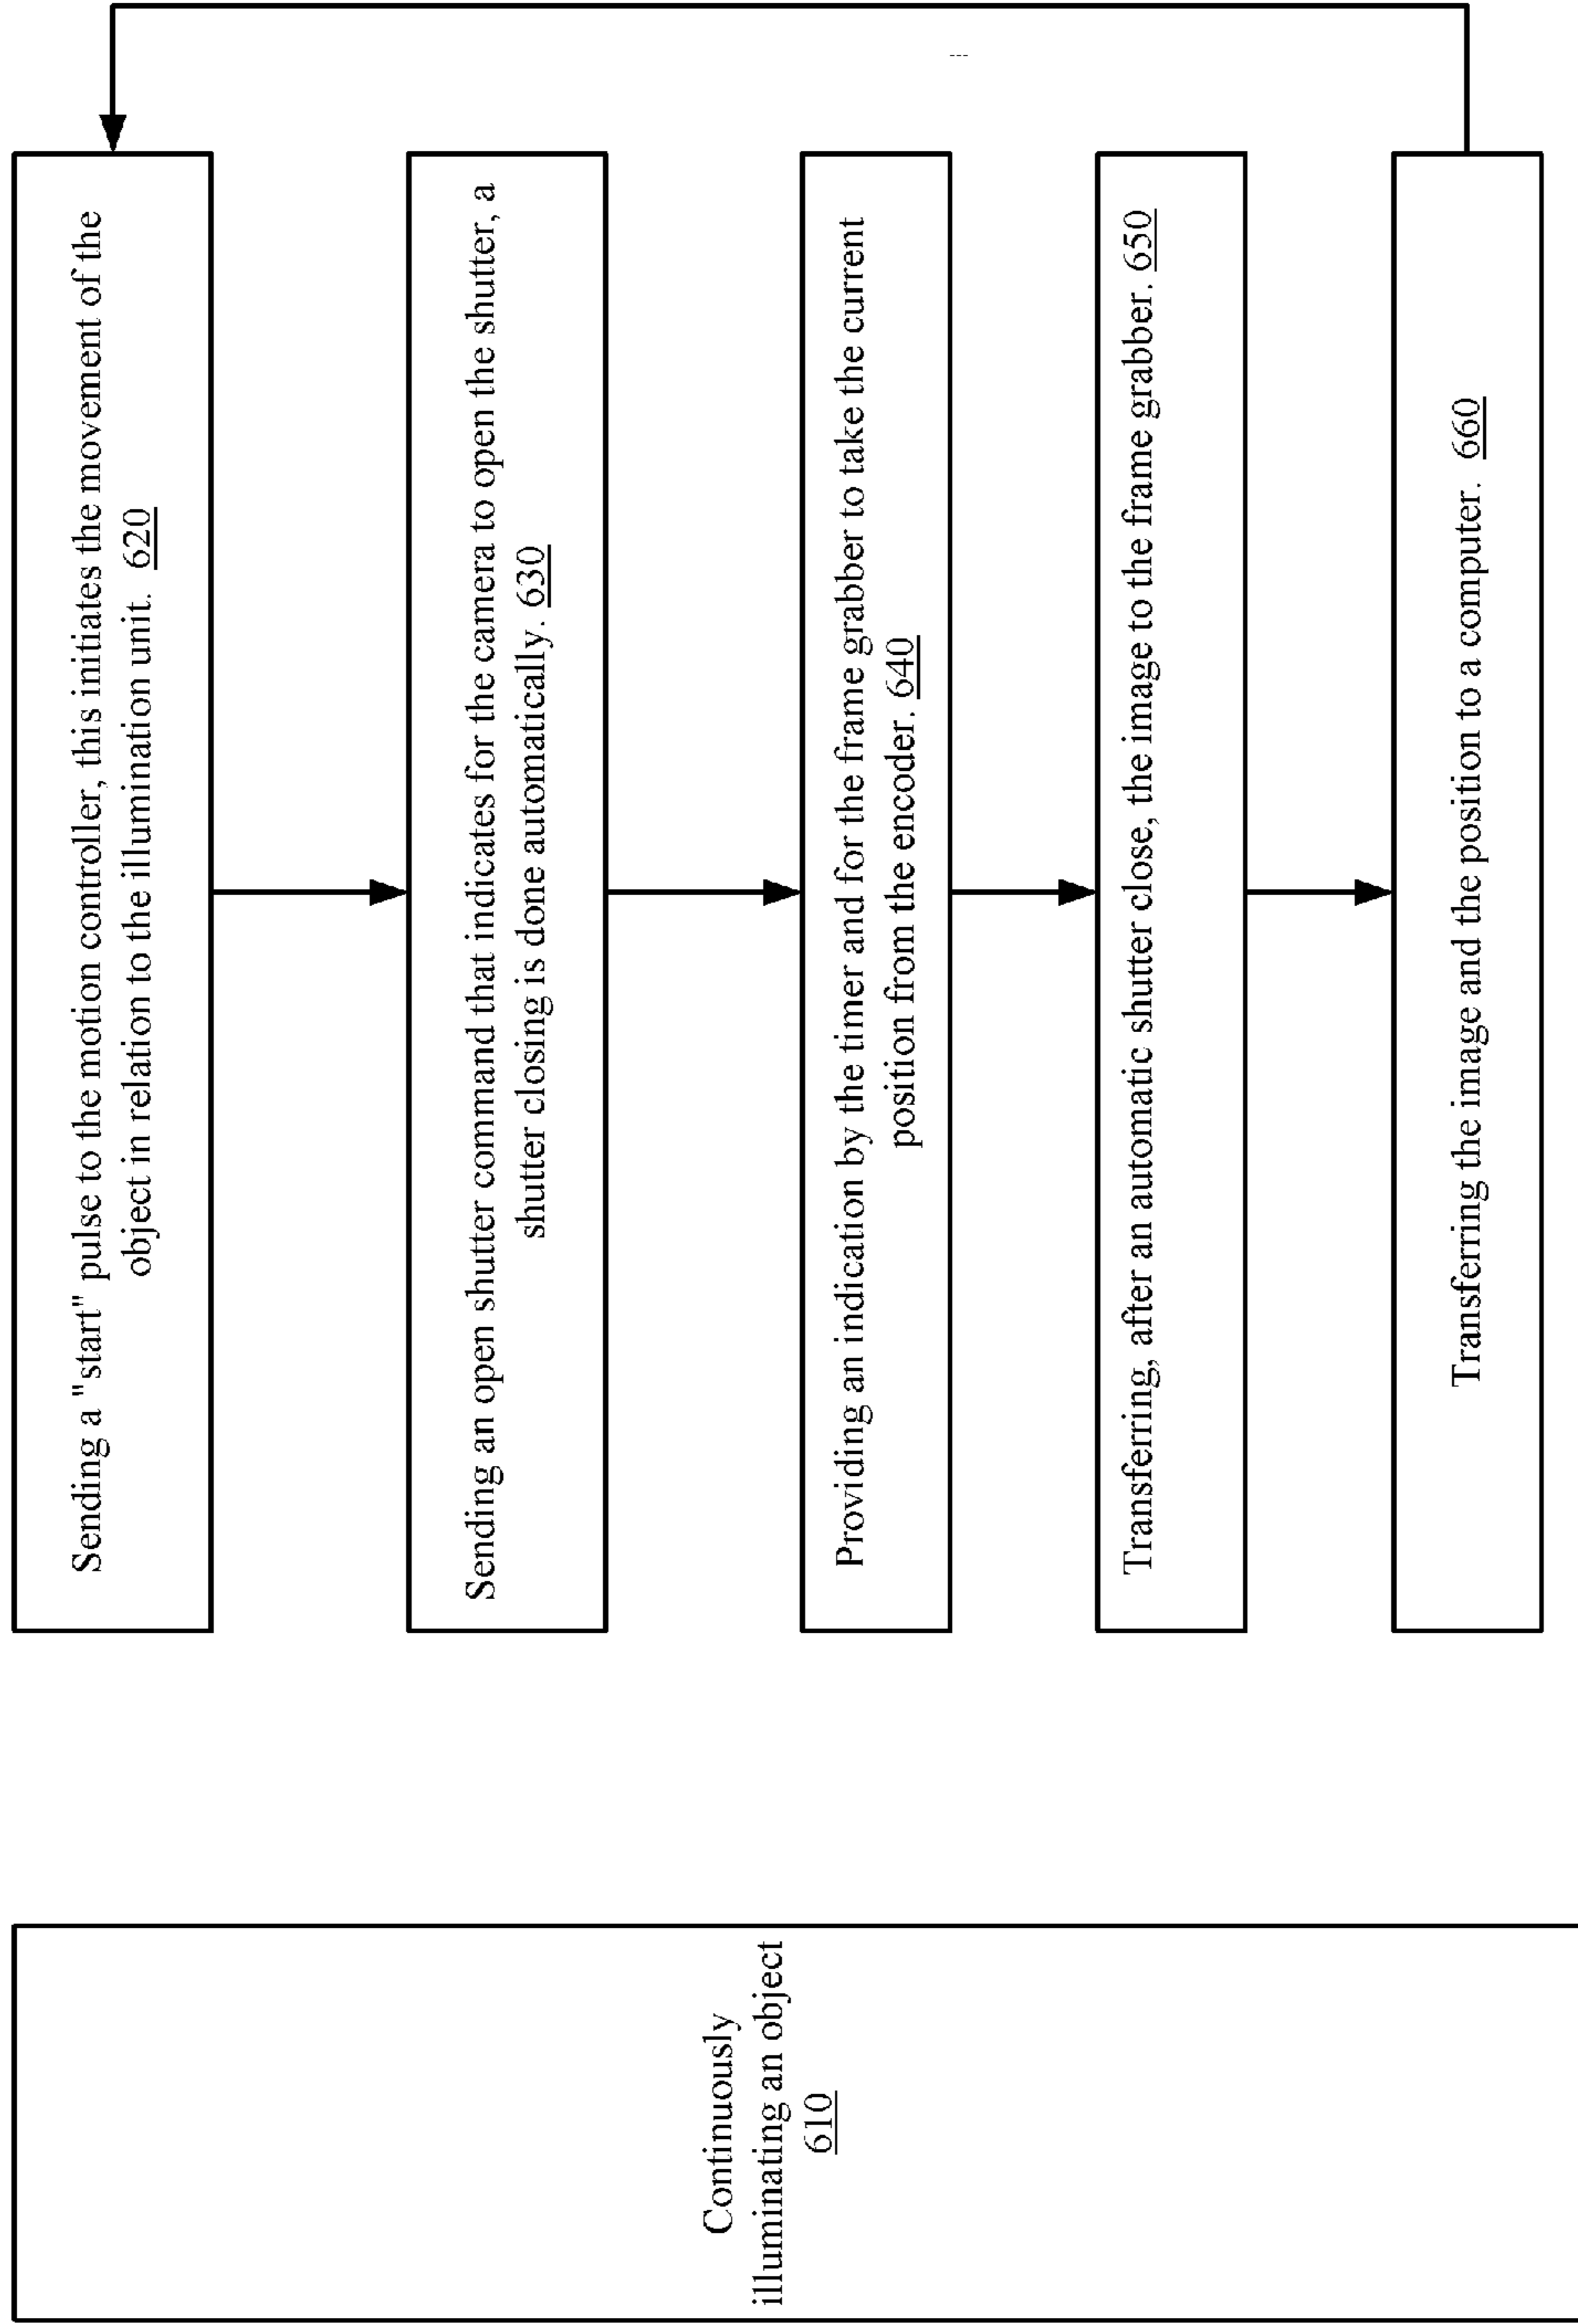 Continuously
illuminating an object
610
Sending a "start" pulse to the motion controller, this initiates the movement of the
object in relation to the illumination unit. 620
Sending an open shutter command that indicates for the camera to open the shutter, a
shutter closing is done automatically. 630
Providing an indication by the timer and for the frame grabber to take the current
position from the encoder. 640
Transferring, after an automatic shutter close, the image to the frame grabber. 650
Transferring the image and the position to a computer. 660
---